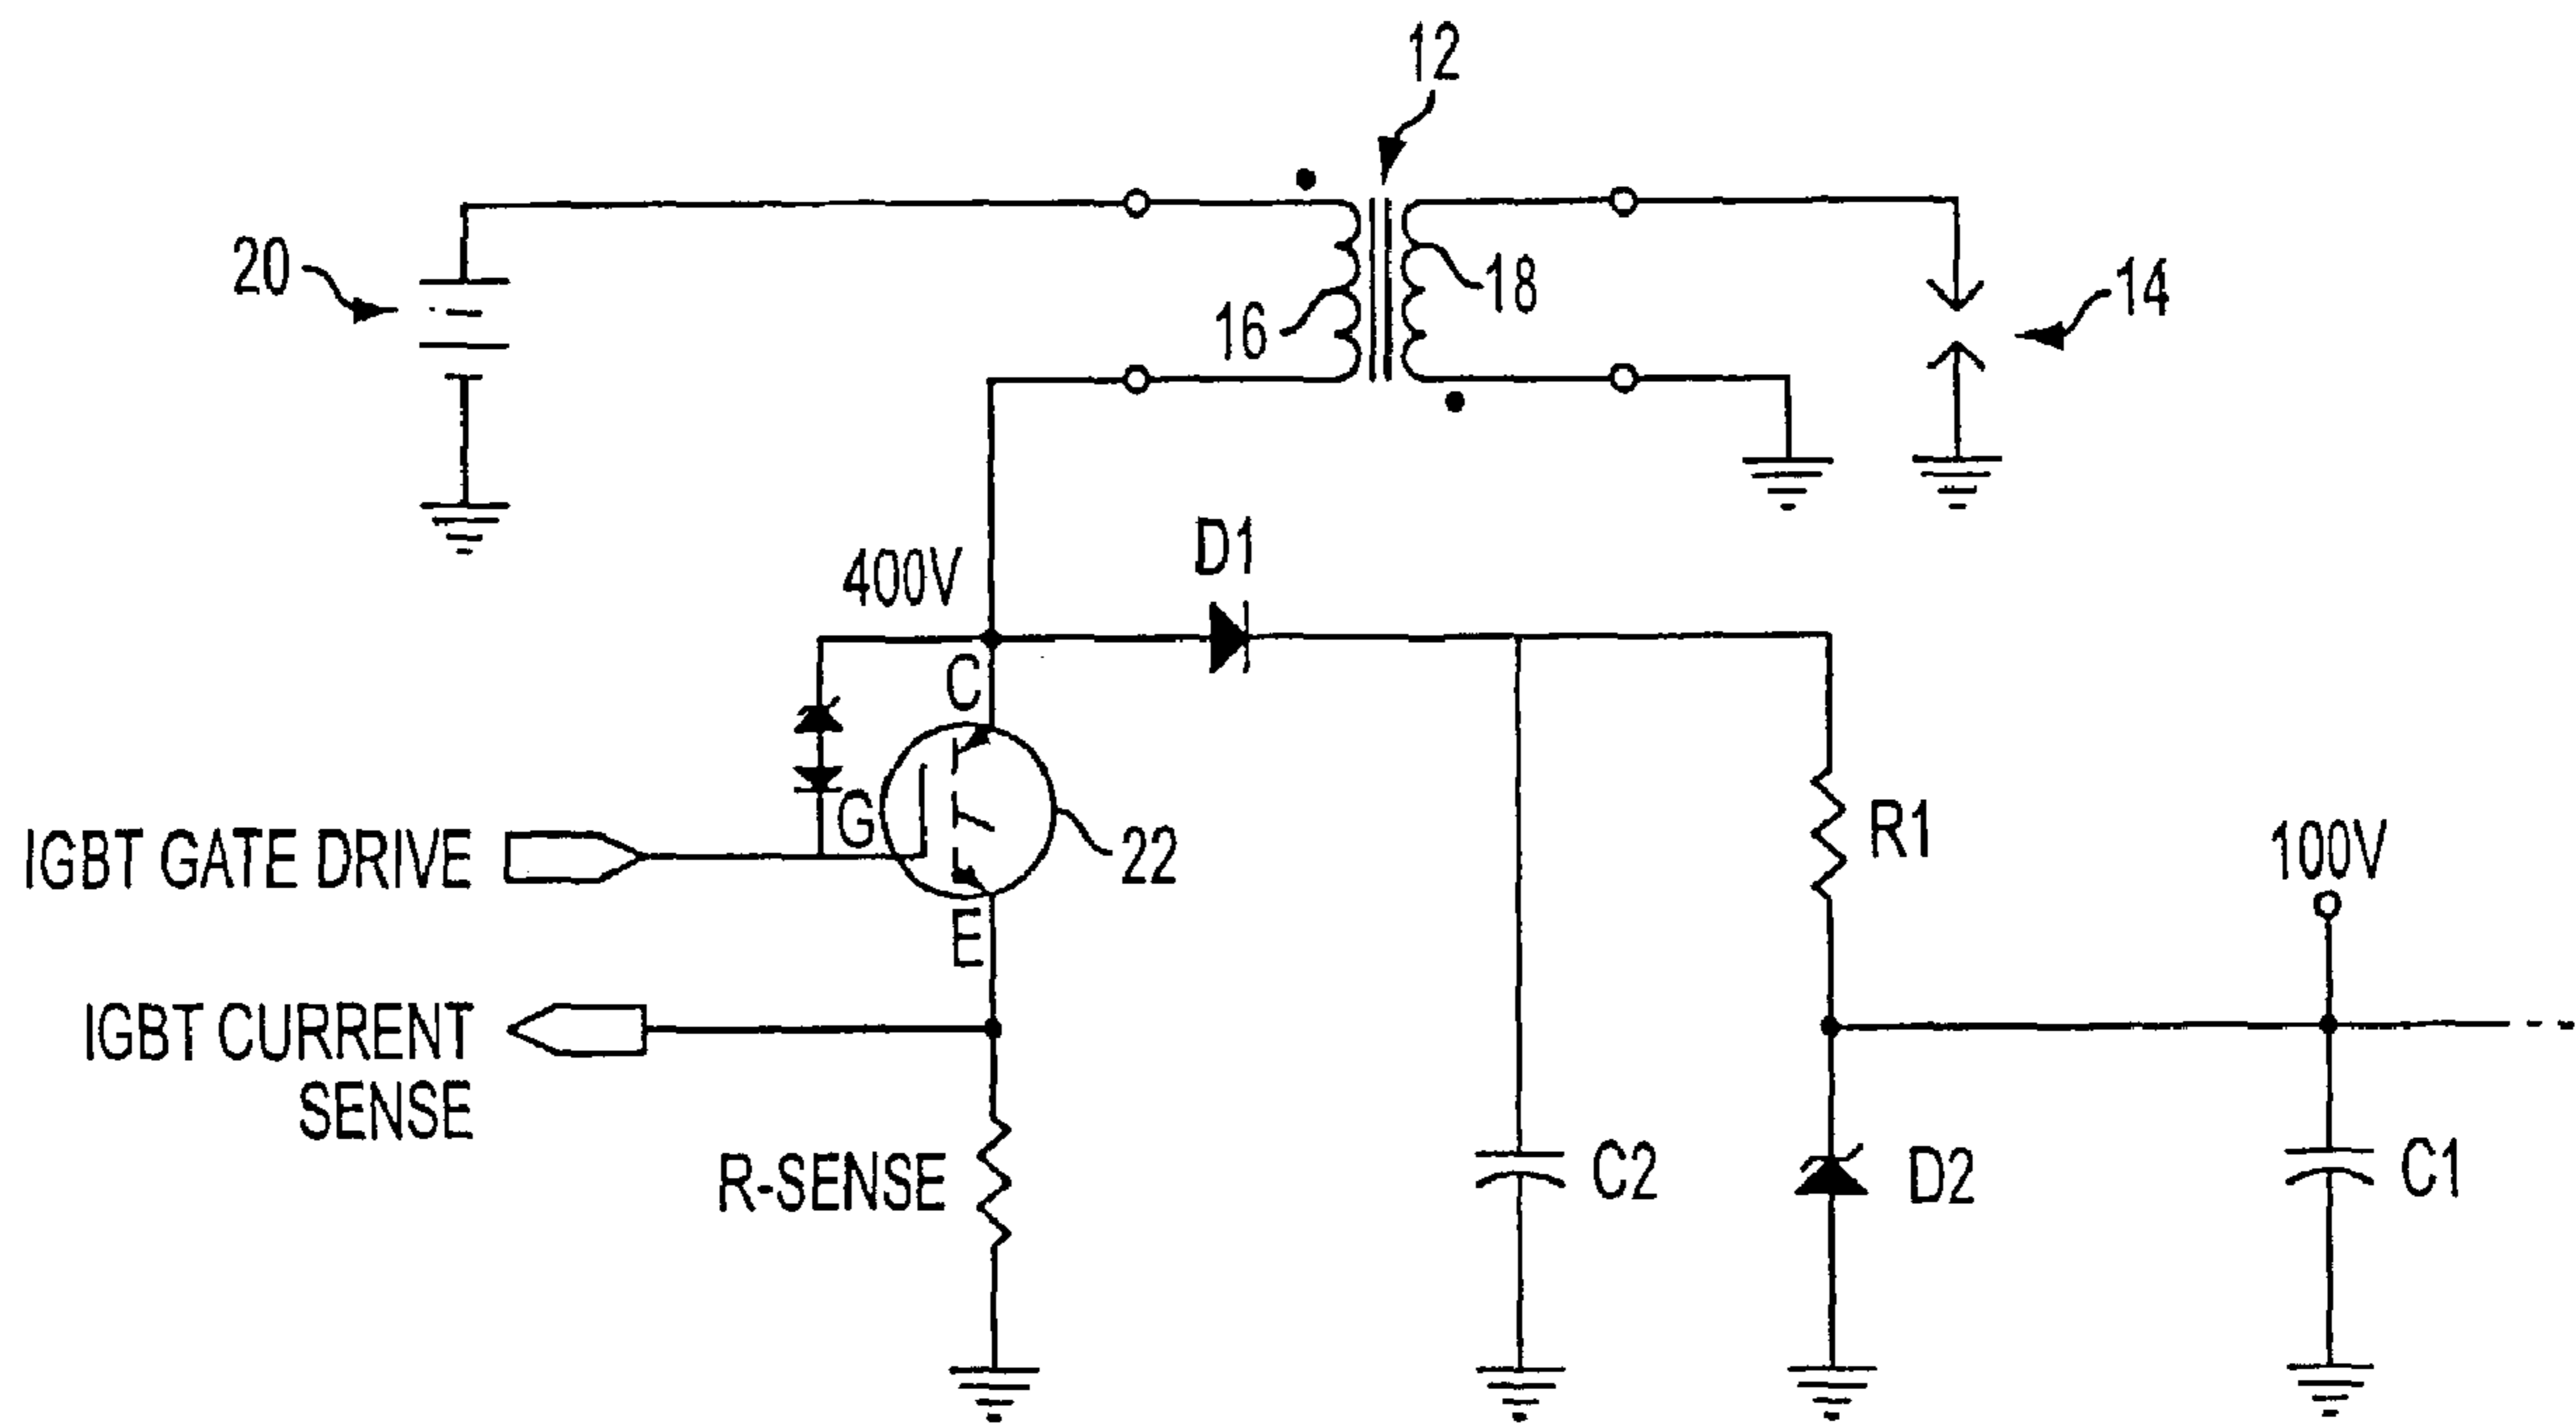 12
20
16
18
14
400V
D1
C
G
22
R1
IGBT GATE DRIVE
100V
E
IGBT CURRENT
SENSE
R-SENSE
C2
D2
C1